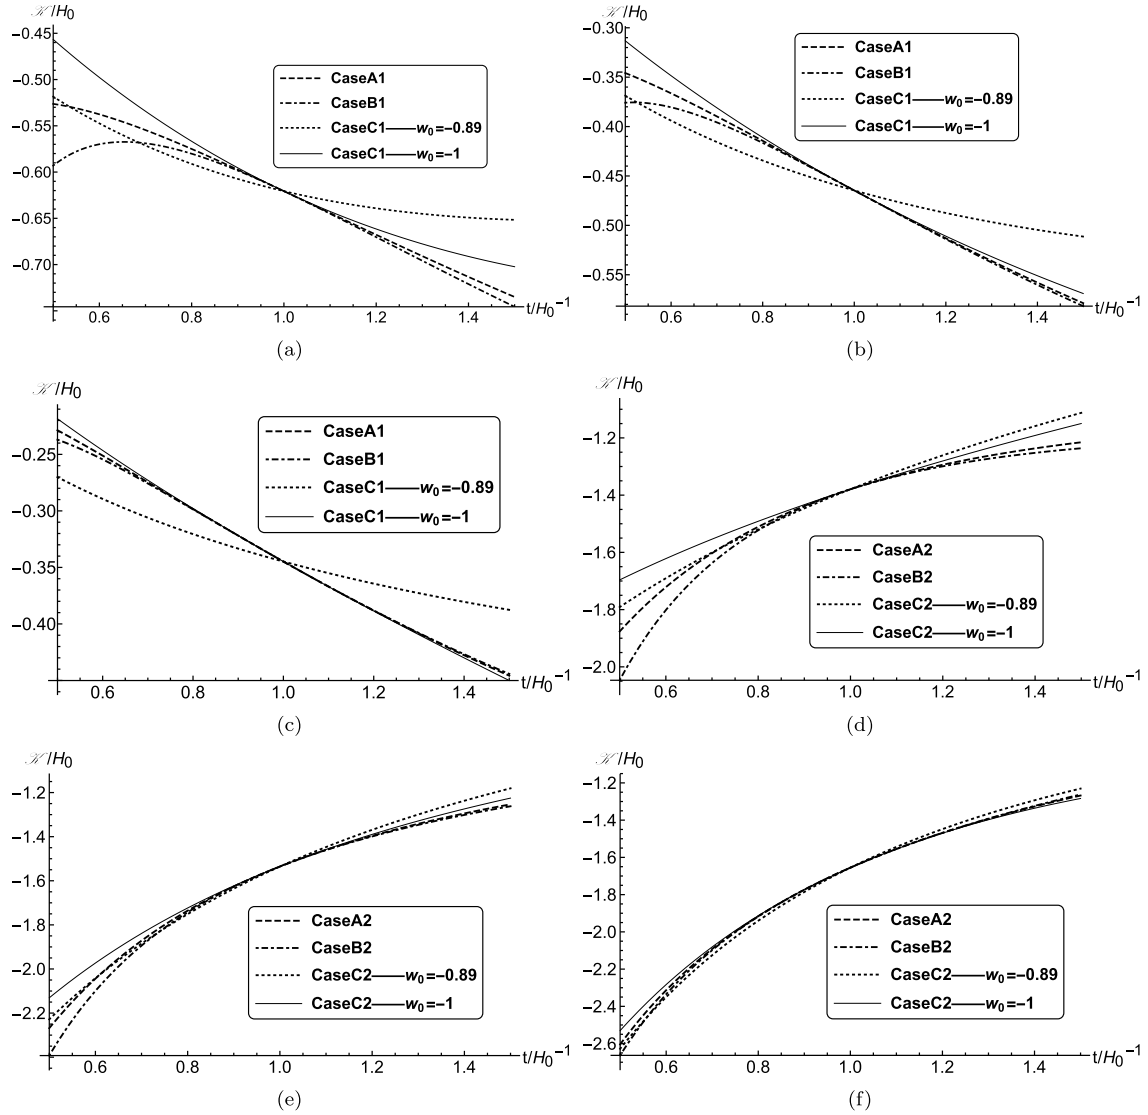 𝒦/H₀
−0.45
−0.50
−0.55
−0.60
−0.65
−0.70
0.6 0.8 1.0 1.2 1.4
t/H₀⁻¹
CaseA1
CaseB1
CaseC1——w₀=−0.89
CaseC1——w₀=−1
(a)
𝒦/H₀
−0.30
−0.35
−0.40
−0.45
−0.50
−0.55
0.6 0.8 1.0 1.2 1.4
t/H₀⁻¹
CaseA1
CaseB1
CaseC1——w₀=−0.89
CaseC1——w₀=−1
(b)
𝒦/H₀
−0.25
−0.30
−0.35
−0.40
0.6 0.8 1.0 1.2 1.4
t/H₀⁻¹
CaseA1
CaseB1
CaseC1——w₀=−0.89
CaseC1——w₀=−1
(c)
𝒦/H₀
−1.2
−1.4
−1.6
−1.8
−2.0
0.6 0.8 1.0 1.2 1.4
t/H₀⁻¹
CaseA2
CaseB2
CaseC2——w₀=−0.89
CaseC2——w₀=−1
(d)
𝒦/H₀
−1.2
−1.4
−1.6
−1.8
−2.0
−2.2
0.6 0.8 1.0 1.2 1.4
t/H₀⁻¹
CaseA2
CaseB2
CaseC2——w₀=−0.89
CaseC2——w₀=−1
(e)
𝒦/H₀
−1.2
−1.4
−1.6
−1.8
−2.0
−2.2
−2.4
−2.6
0.6 0.8 1.0 1.2 1.4
t/H₀⁻¹
CaseA2
CaseB2
CaseC2——w₀=−0.89
CaseC2——w₀=−1
(f)